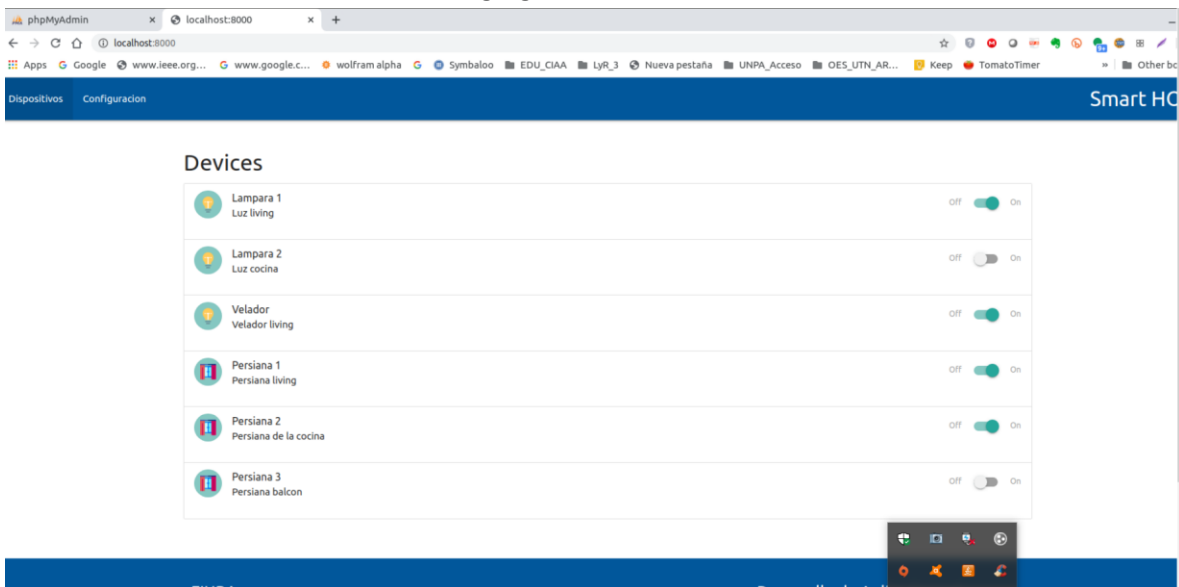 phpMyAdmin
localhost:8000
localhost:8000
Apps Google www.ieee.org... www.google.c... wolfram alpha Symbaloo EDU_CIAA LyR_3 Nueva pestaña UNPA_Acceso OES_UTN_AR... Keep TomatoTimer » Other bo
Dispositivos Configuracion Smart HO
Devices
Lampara 1
Luz living
Off On
Lampara 2
Luz cocina
Off On
Velador
Velador living
Off On
Persiana 1
Persiana living
Off On
Persiana 2
Persiana de la cocina
Off On
Persiana 3
Persiana balcon
Off On